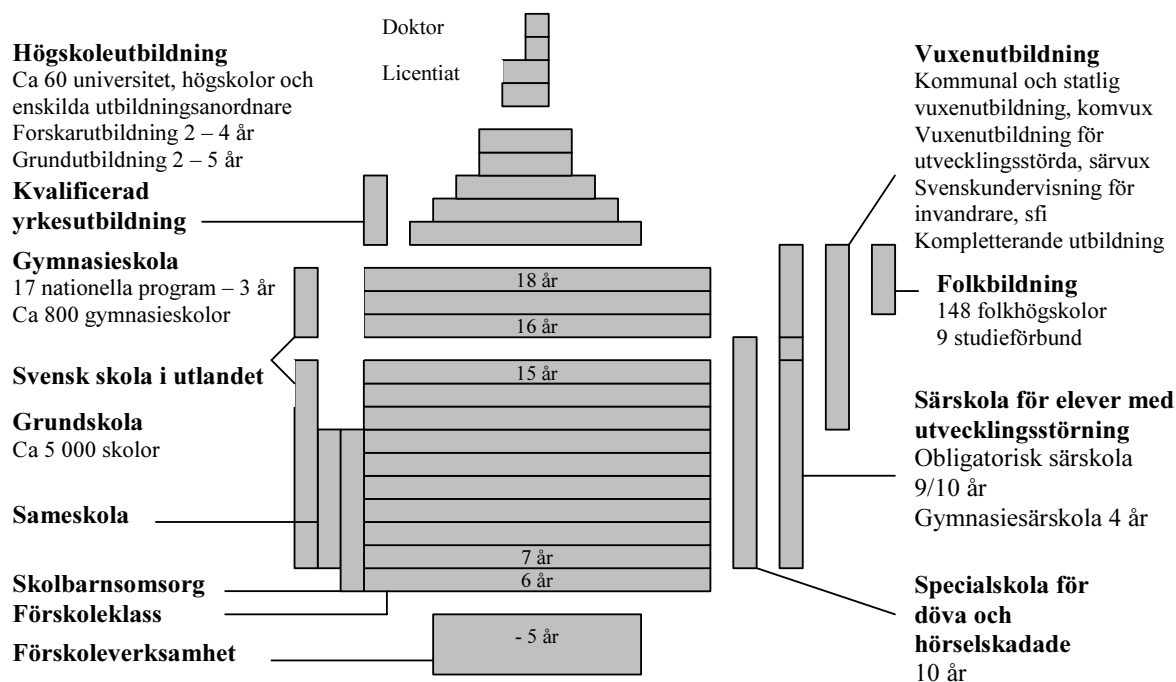 Högskoleutbildning
Ca 60 universitet, högskolor och
enskilda utbildningsanordnare
Forskarutbildning 2 – 4 år
Grundutbildning 2 – 5 år
Kvalificerad
yrkesutbildning
Gymnasieskola
17 nationella program – 3 år
Ca 800 gymnasieskolor
Svensk skola i utlandet
Grundskola
Ca 5 000 skolor
Sameskola
Skolbarnsomsorg
Förskoleklass
Förskoleverksamhet
Doktor
Licentiat
18 år
16 år
15 år
7 år
6 år
- 5 år
Vuxenutbildning
Kommunal och statlig
vuxenutbildning, komvux
Vuxenutbildning för
utvecklingsstörda, särvux
Svenskundervisning för
invandrare, sfi
Kompletterande utbildning
Folkbildning
148 folkhögskolor
9 studieförbund
Särskola för elever med
utvecklingsstörning
Obligatorisk särskola
9/10 år
Gymnasiesärskola 4 år
Specialskola för
döva och
hörselskadade
10 år